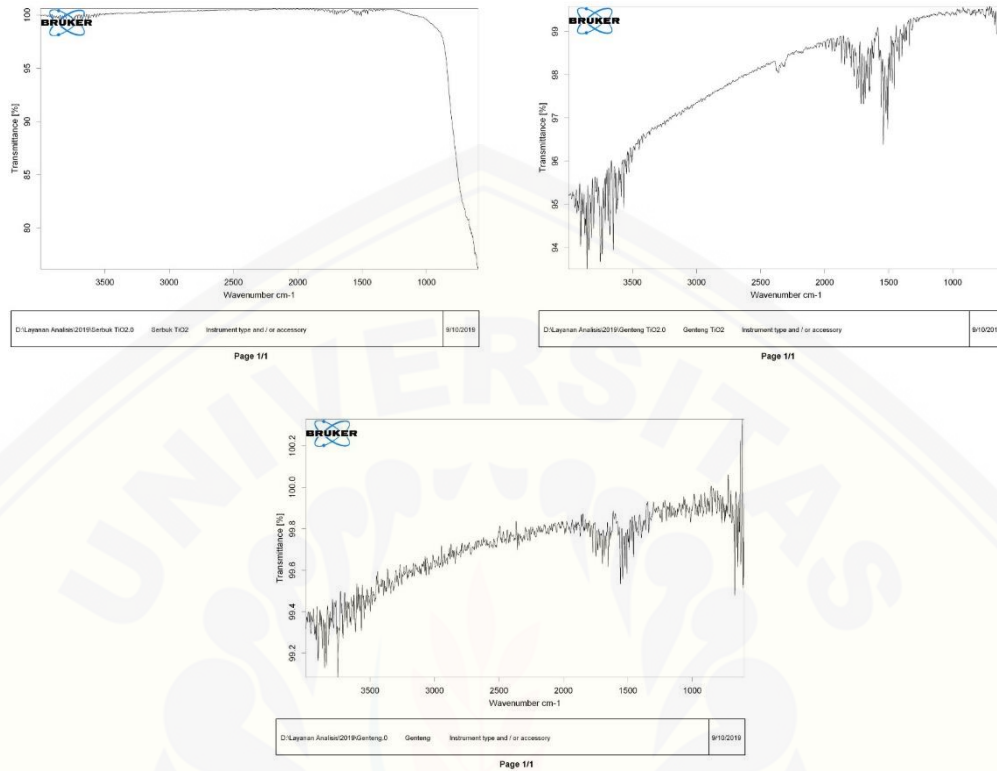 BRUKER
100
95
90
85
80
Transmittance [%]
3500 3000 2500 2000 1500 1000
Wavenumber cm-1
D:\Layanan Analisis\2019\Serbuk TiO2.0 Serbuk TiO2 Instrument type and / or accessory 9/10/2019
Page 1/1
BRUKER
99
98
97
96
95
94
Transmittance [%]
3500 3000 2500 2000 1500 1000
Wavenumber cm-1
D:\Layanan Analisis\2019\Genteng TiO2.0 Genteng TiO2 Instrument type and / or accessory
Page 1/1
BRUKER
100.2
100.0
99.8
99.6
99.4
99.2
Transmittance [%]
3500 3000 2500 2000 1500 1000
Wavenumber cm-1
D:\Layanan Analisis\2019\Genteng.0 Genteng Instrument type and / or accessory 9/10/2019
Page 1/1
UNIVERSITAS